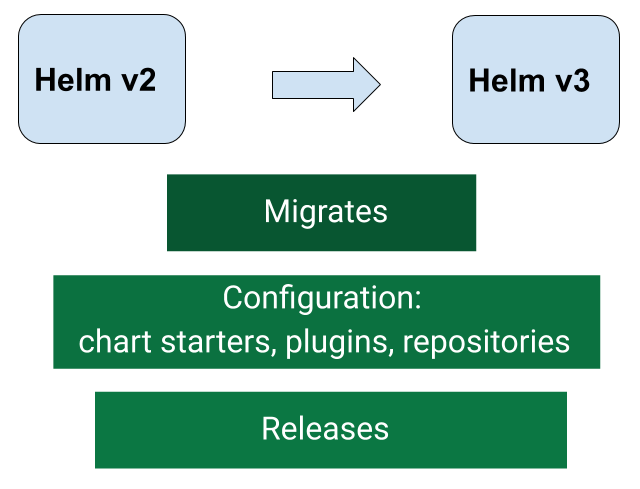 Helm v2
Helm v3
Migrates
Configuration:
chart starters, plugins, repositories
Releases